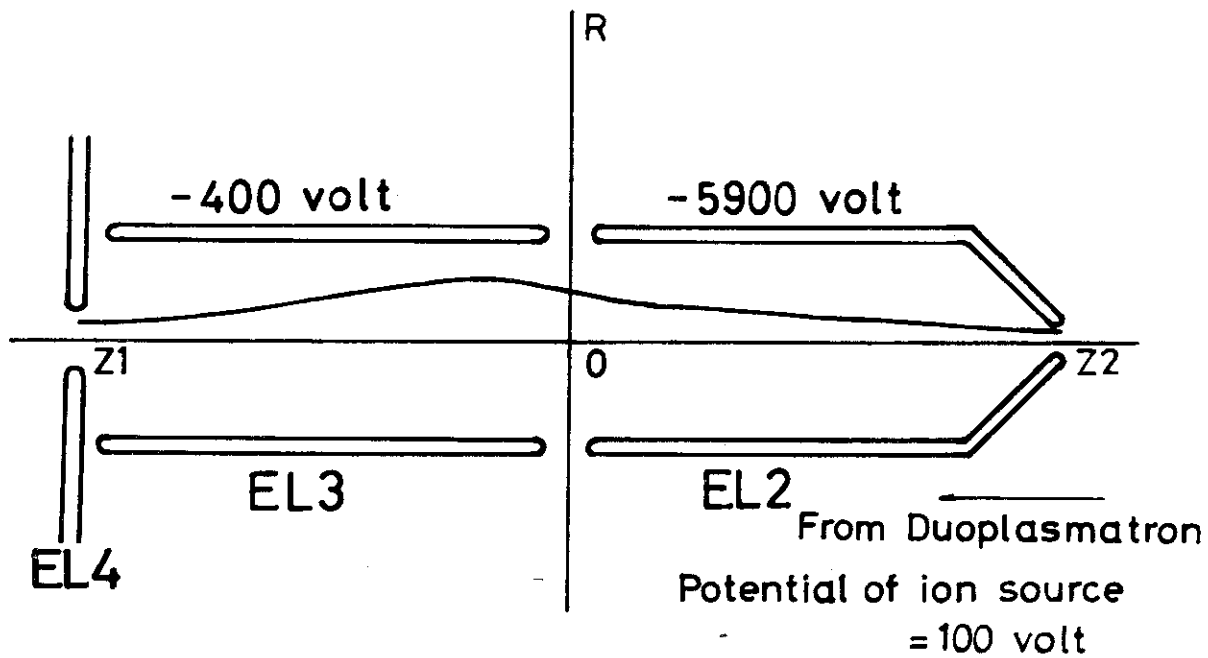 R
-400 volt
-5900 volt
Z1
0
Z2
EL3
EL2
From Duoplasmatron
EL4
Potential of ion source
= 100 volt